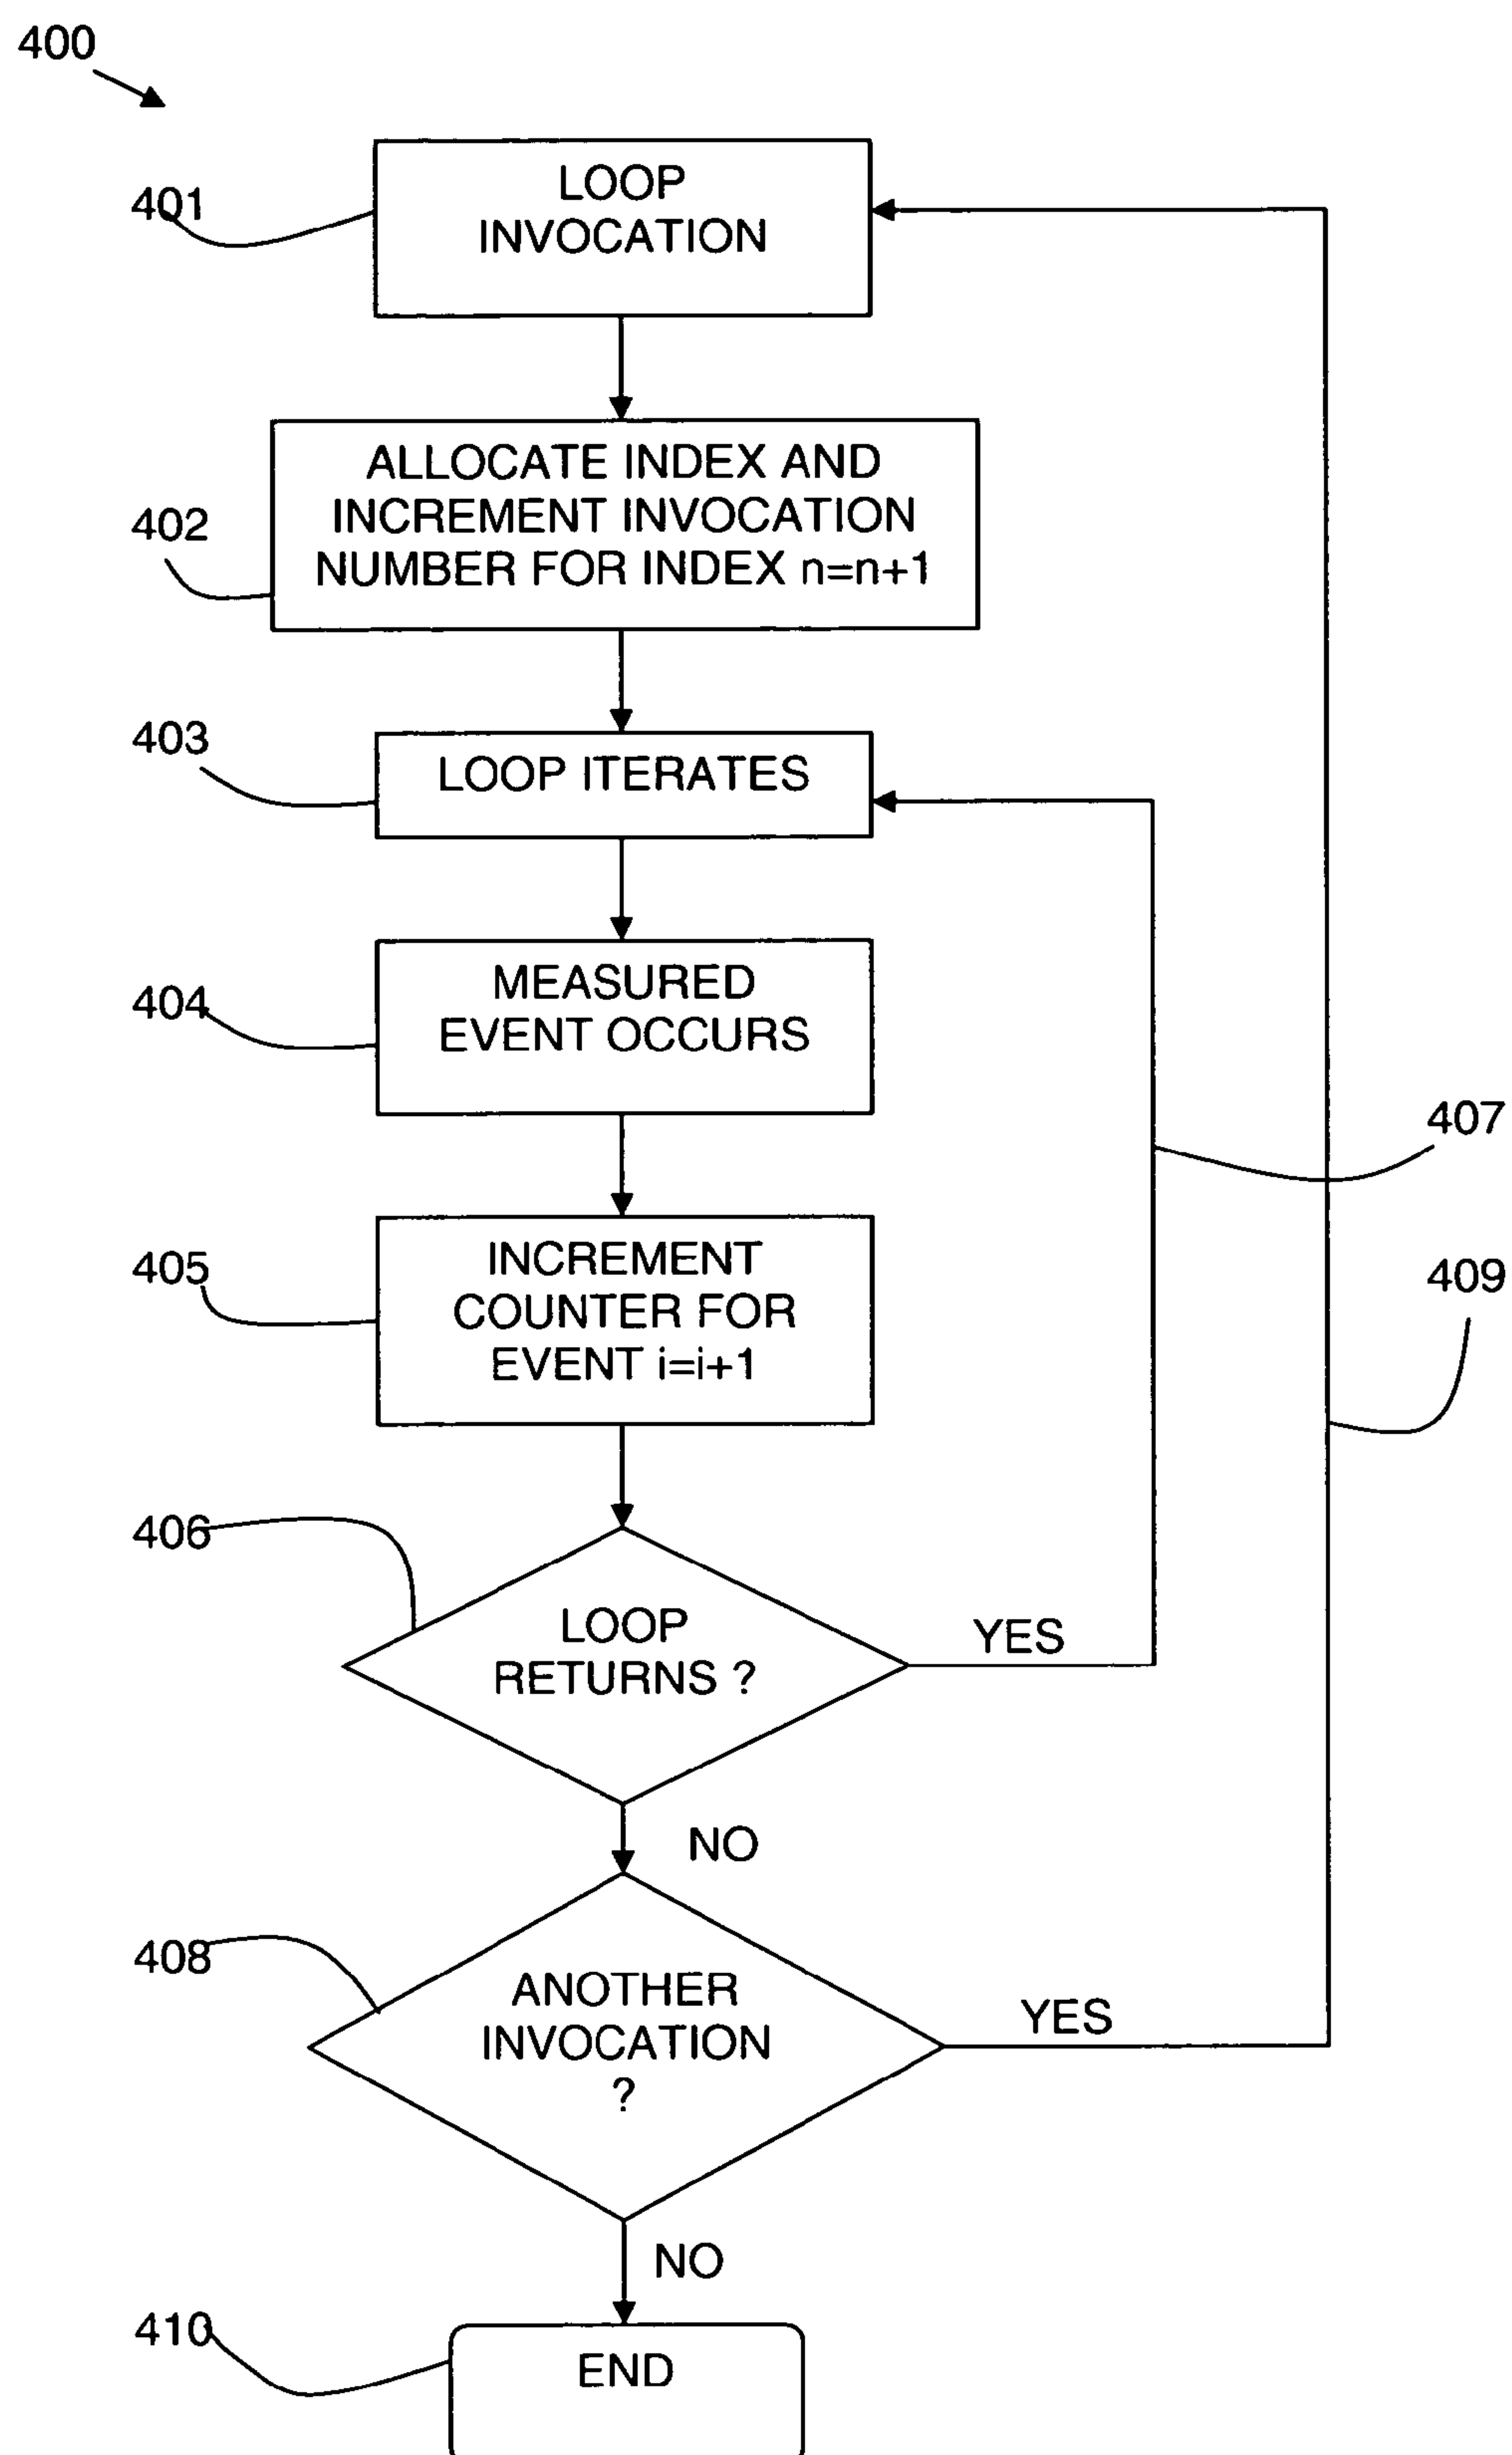 400
401
LOOP
INVOCATION
402
ALLOCATE INDEX AND
INCREMENT INVOCATION
NUMBER FOR INDEX n=n+1
403
LOOP ITERATES
404
MEASURED
EVENT OCCURS
407
405
INCREMENT
COUNTER FOR
EVENT i=i+1
409
406
LOOP
RETURNS ?
YES
NO
408
ANOTHER
INVOCATION
?
YES
NO
410
END